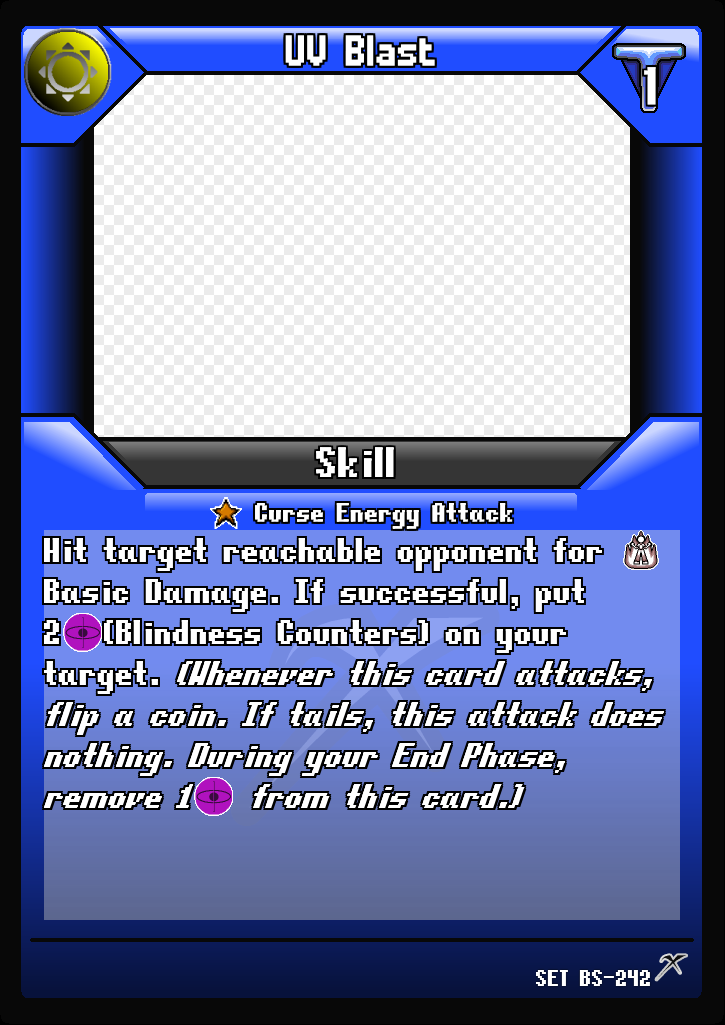 UV Blast
1
Skill
Curse Energy Attack
Hit target reachable opponent for A
Basic Damage. If successful, put
2 (Blindness Counters) on your
target. (Whenever this card attacks,
flip a coin. If tails, this attack does
nothing. During your End Phase,
remove 1 from this card.)
SET BS-242